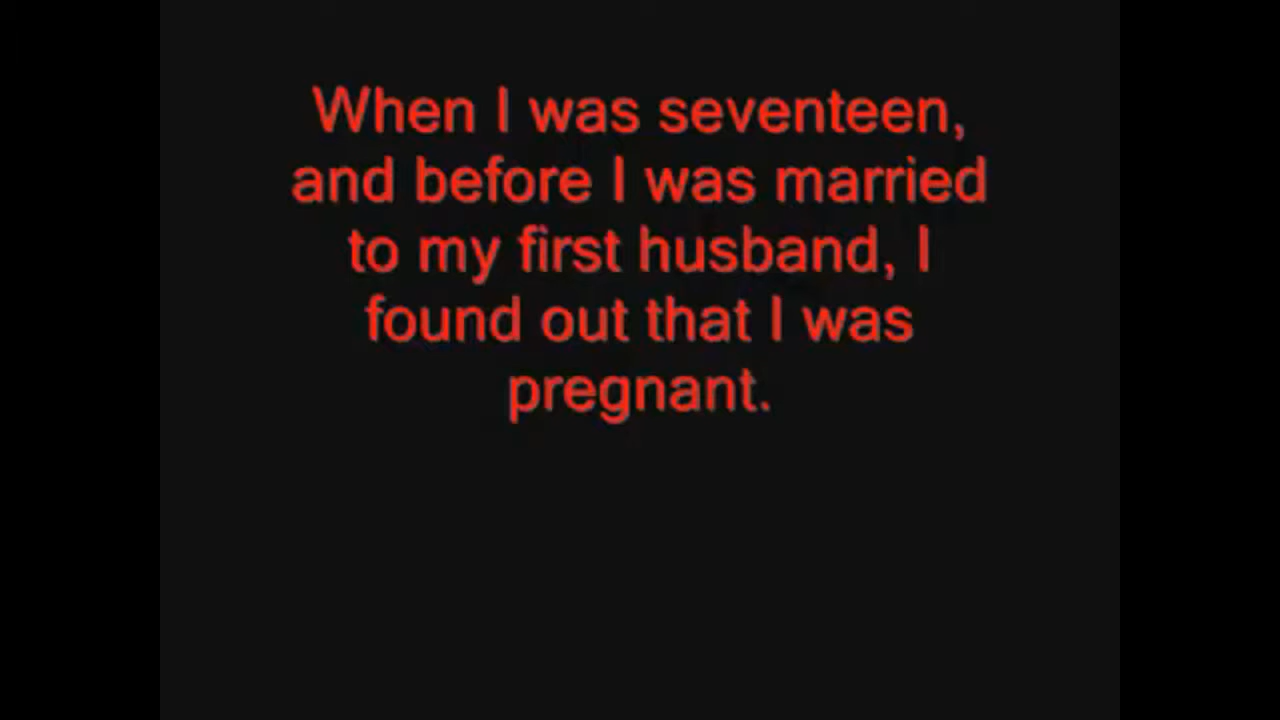 When I was seventeen,
and before I was married
to my first husband, I
found out that I was
pregnant.